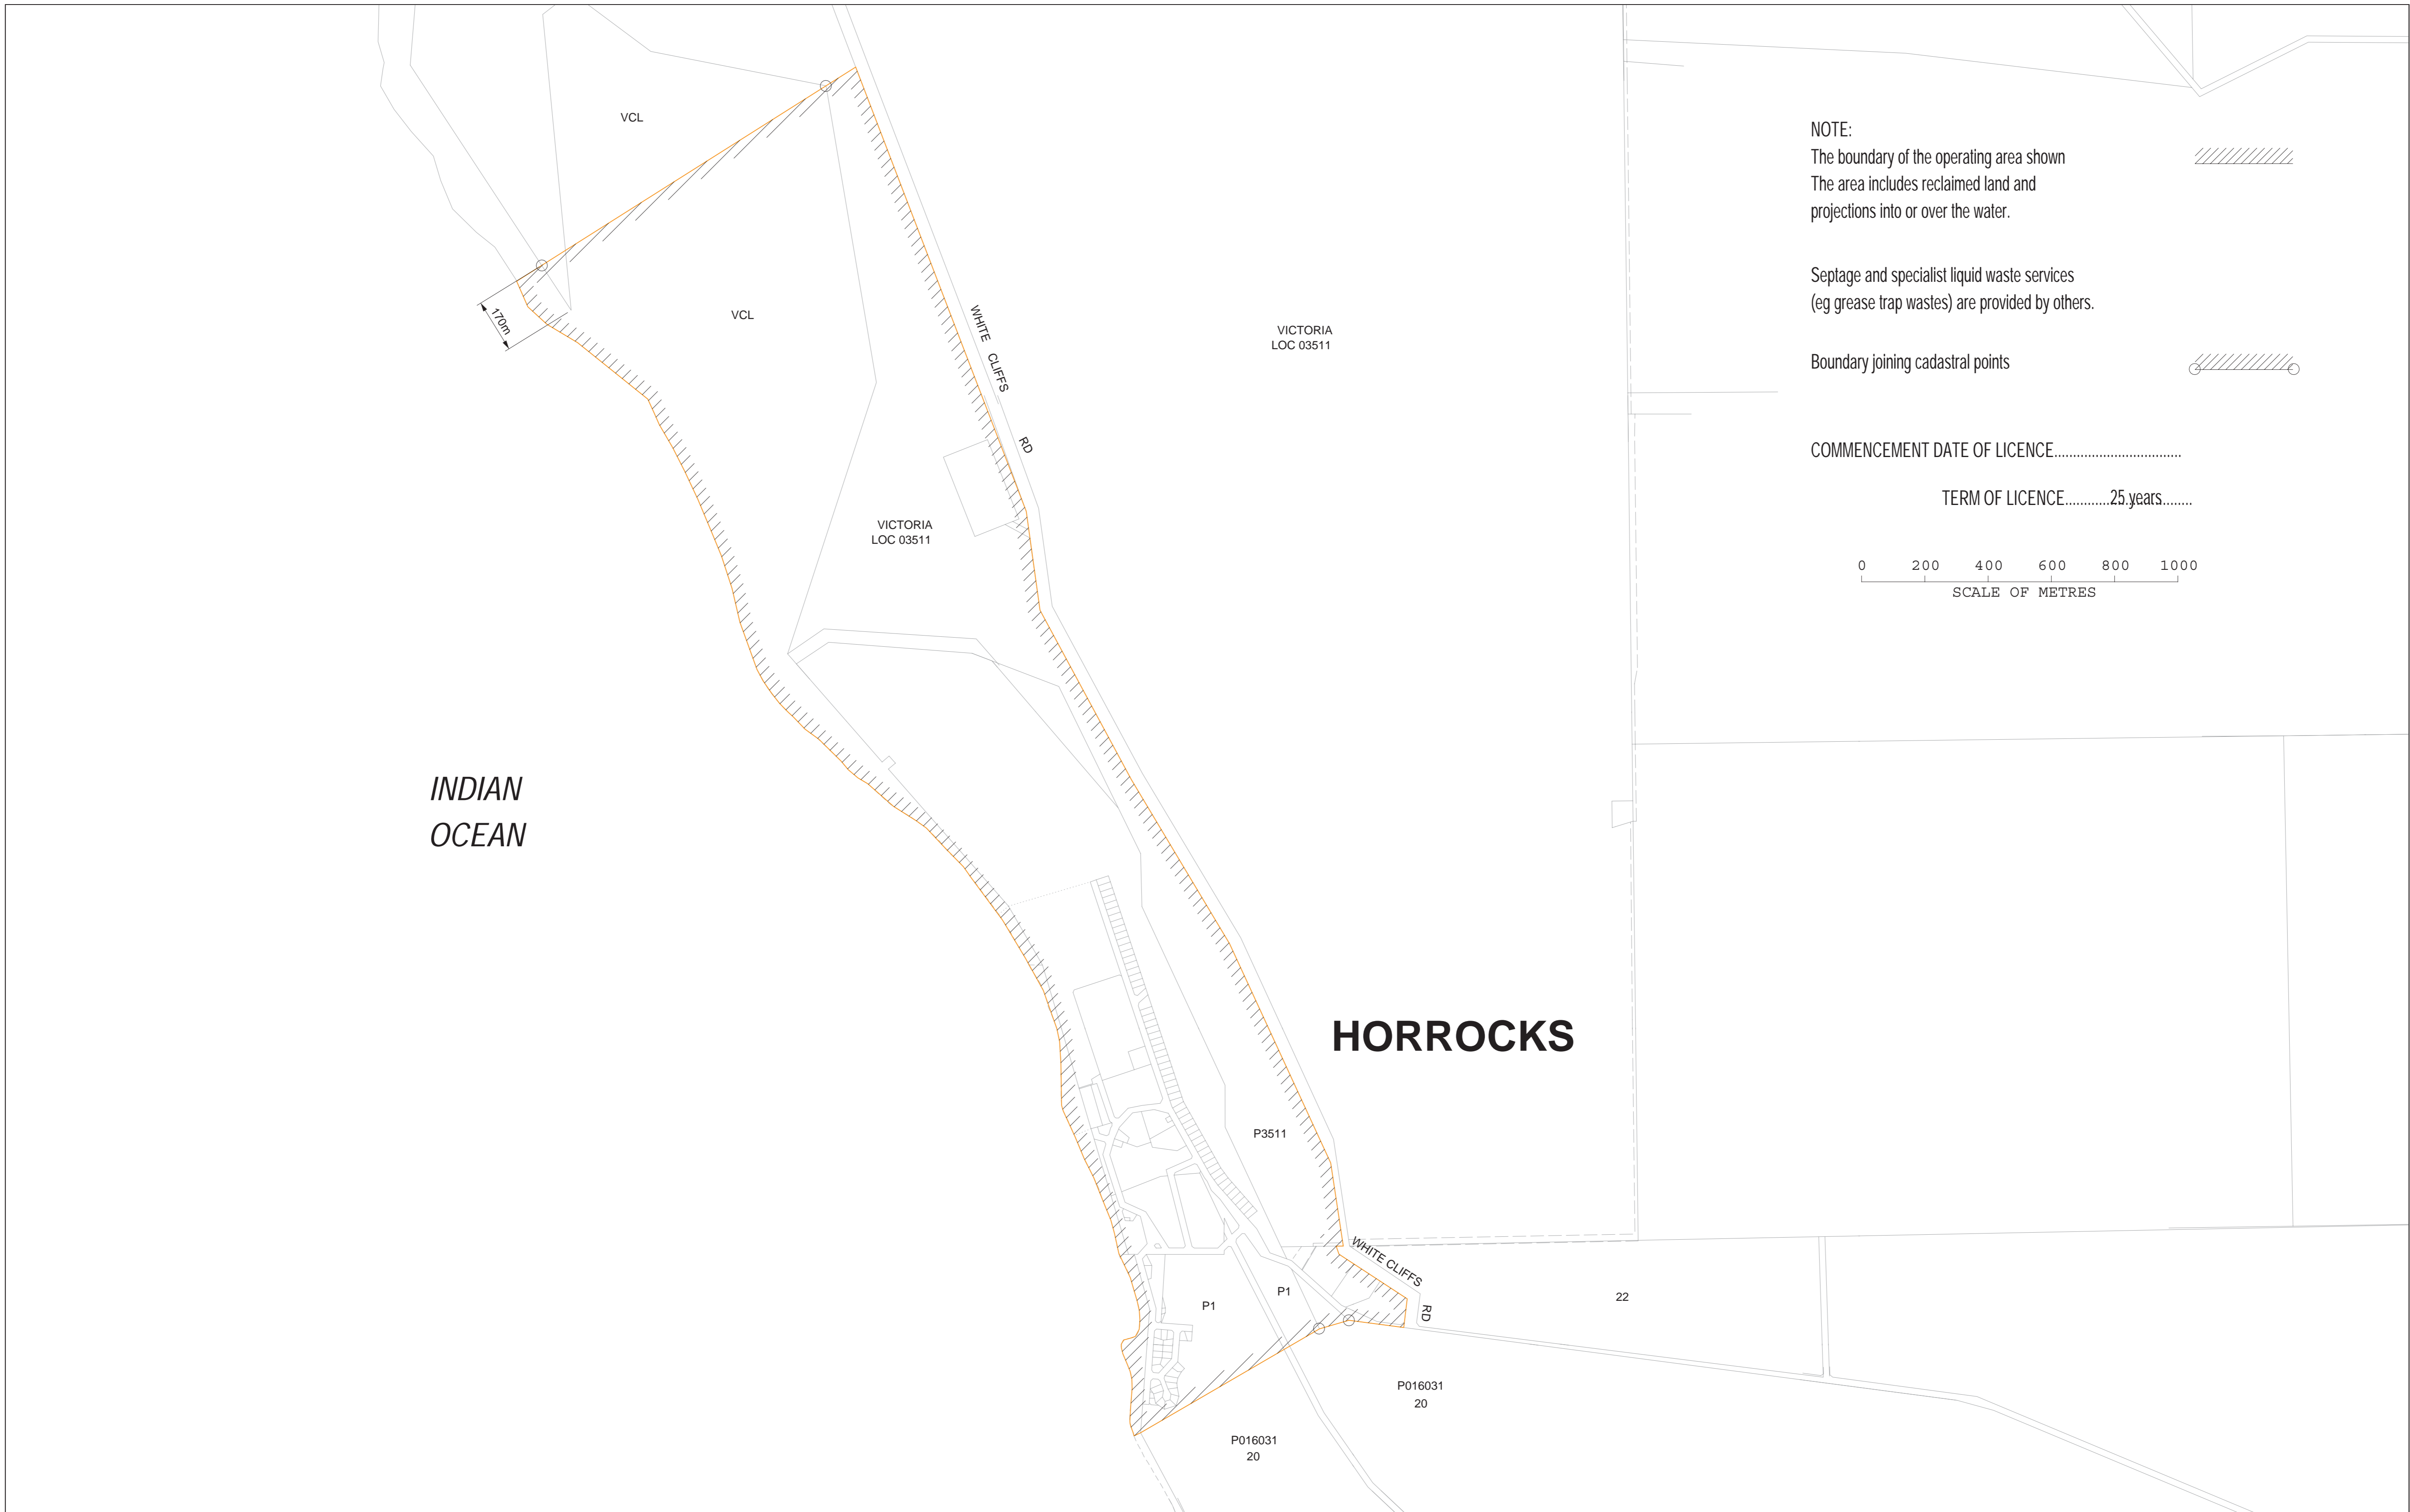 VCL
VCL
170m
WHITE CLIFFS
RD
VICTORIA
LOC 03511
VICTORIA
LOC 03511
NOTE:
The boundary of the operating area shown
The area includes reclaimed land and
projections into or over the water.
Septage and specialist liquid waste services
(eg grease trap wastes) are provided by others.
Boundary joining cadastral points
COMMENCEMENT DATE OF LICENCE..................................
TERM OF LICENCE............25.years.........
0 200 400 600 800 1000
SCALE OF METRES
INDIAN
OCEAN
HORROCKS
P3511
WHITE CLIFFS
RD
P1
P1
22
P016031
20
P016031
20